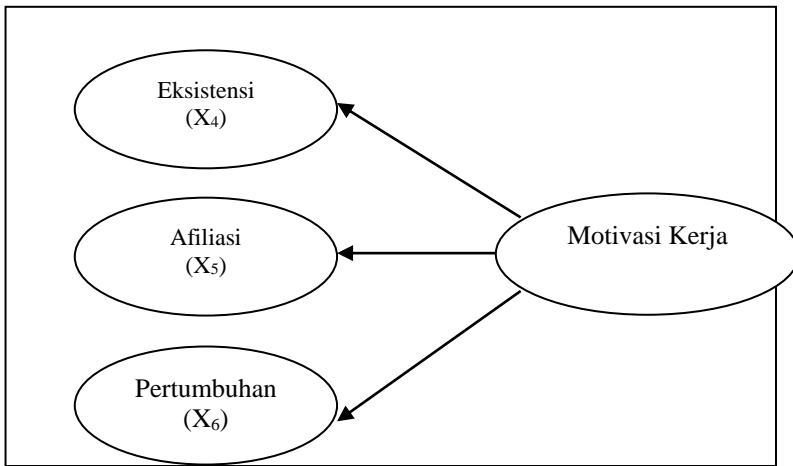 Eksistensi
(X₄)
Afiliasi
(X₅)
Motivasi Kerja
Pertumbuhan
(X₆)